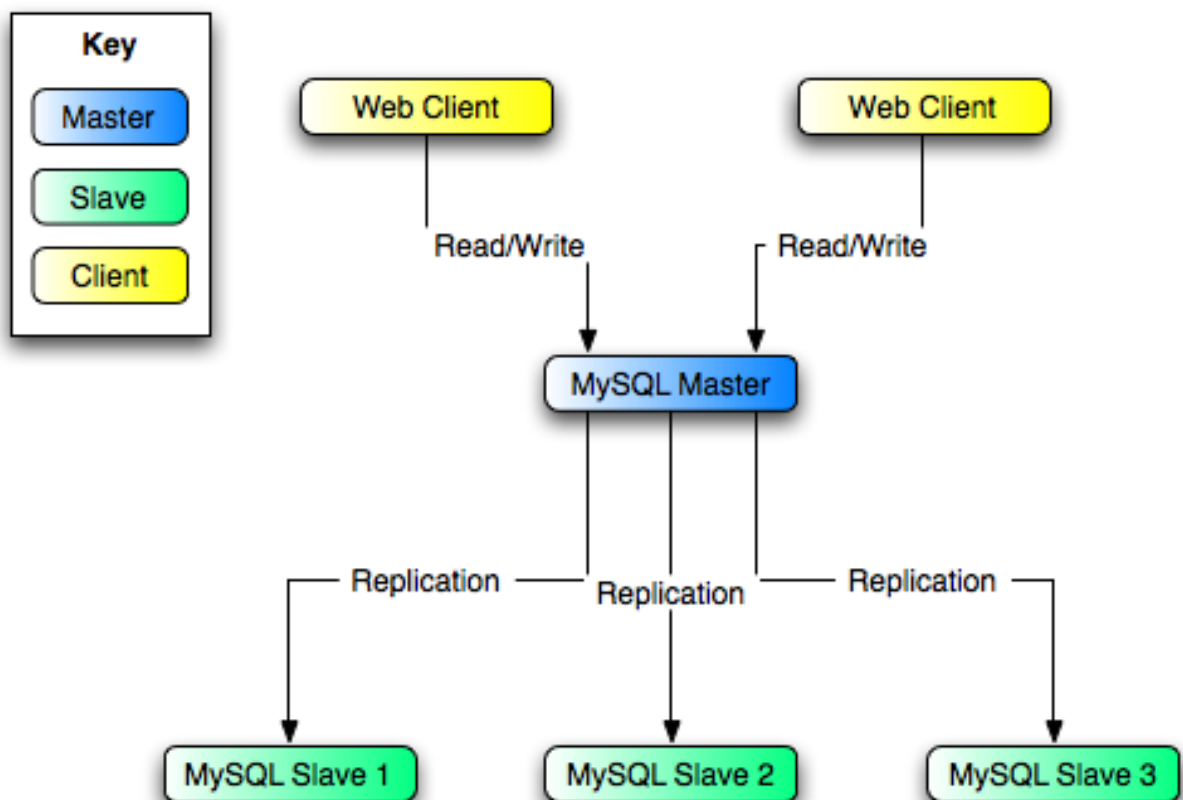 Key
Master
Slave
Client
Web Client
Web Client
Read/Write
Read/Write
MySQL Master
Replication
Replication
Replication
MySQL Slave 1
MySQL Slave 2
MySQL Slave 3